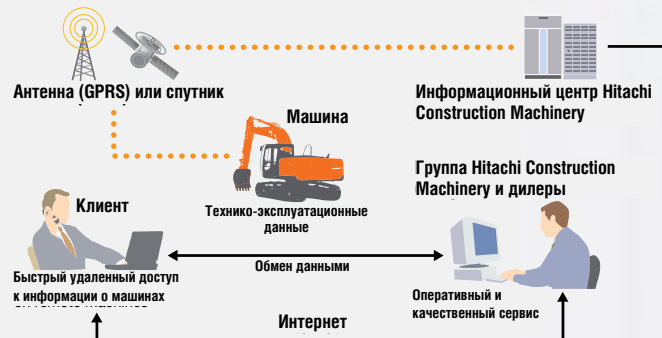 Антенна (GPRS) или спутник
Информационный центр Hitachi
Construction Machinery
Машина
Группа Hitachi Construction
Machinery и дилеры
Клиент
Технико-эксплуатационные
данные
Обмен данными
Быстрый удаленный доступ
к информации о машинах
Оперативный и
качественный сервис
Интернет